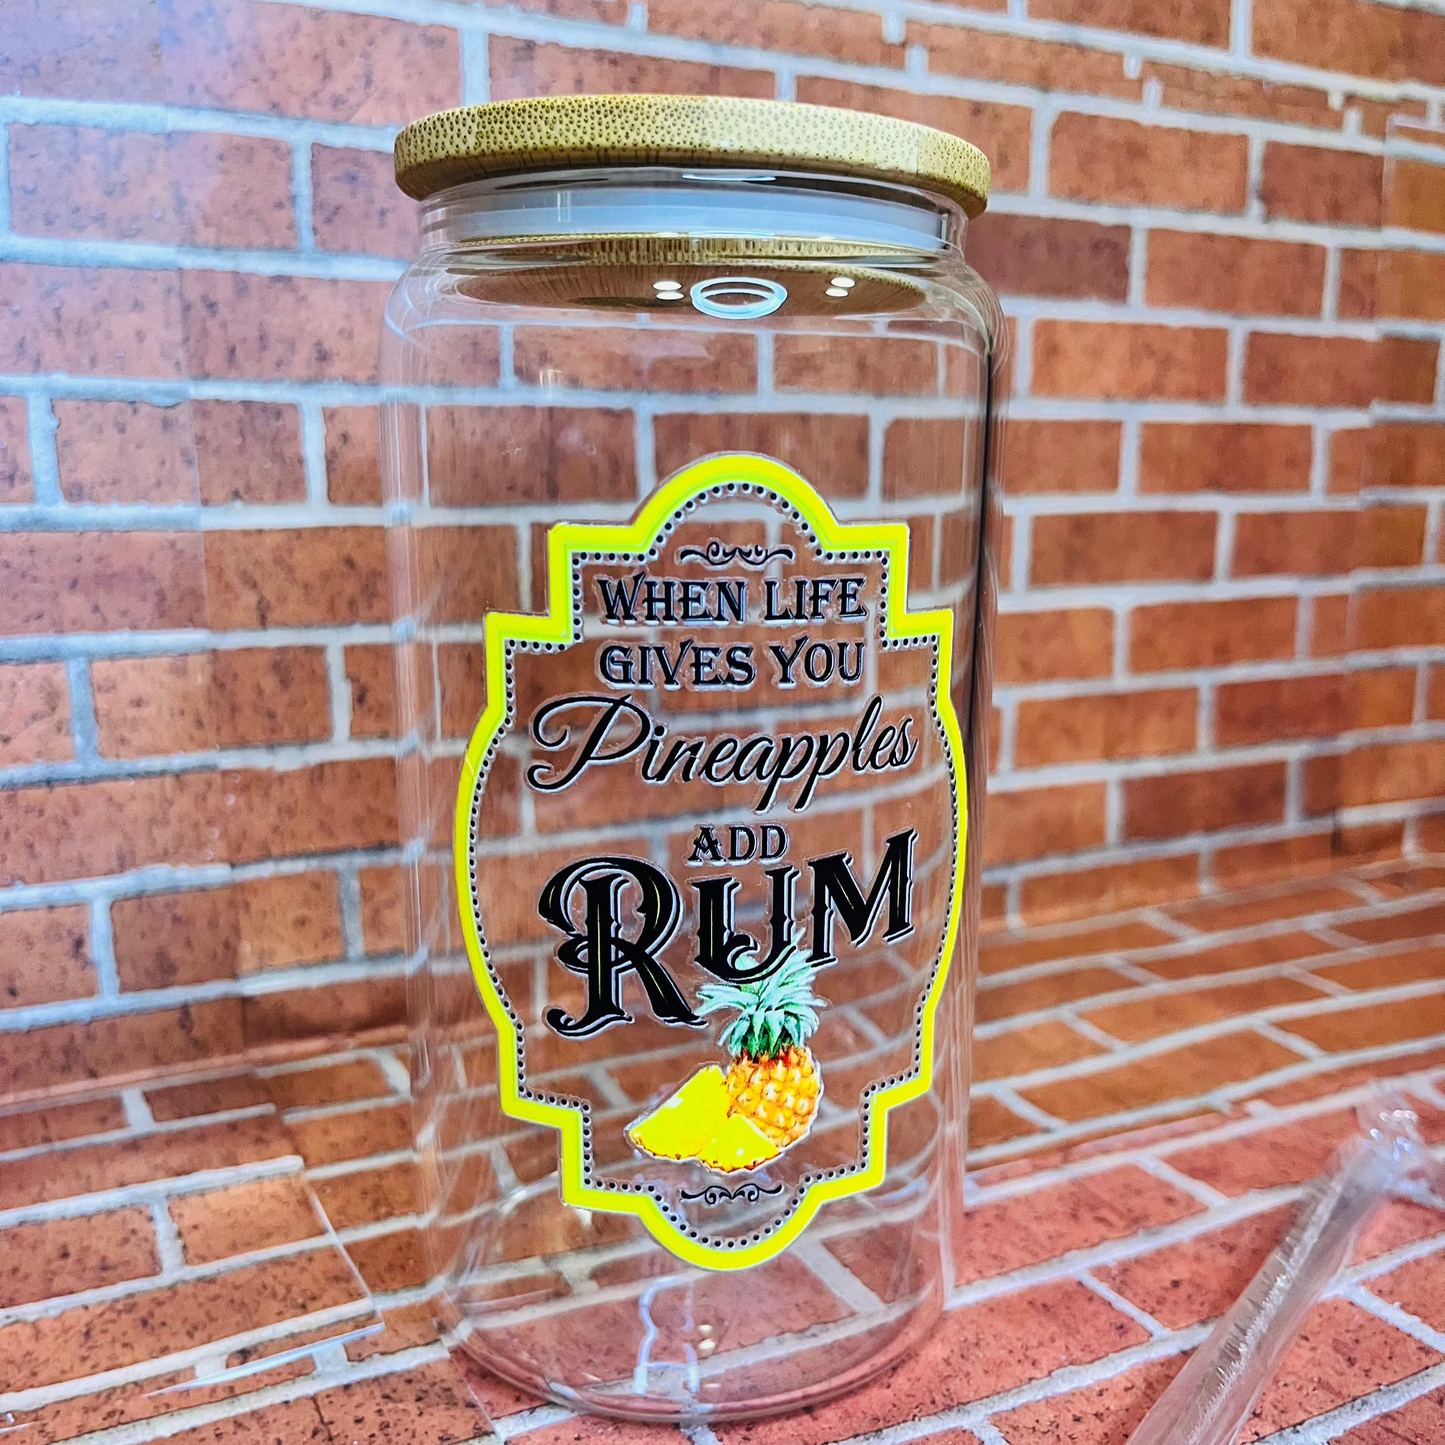 WHEN LIFE
GIVES YOU
Pineapples
ADD
RUM